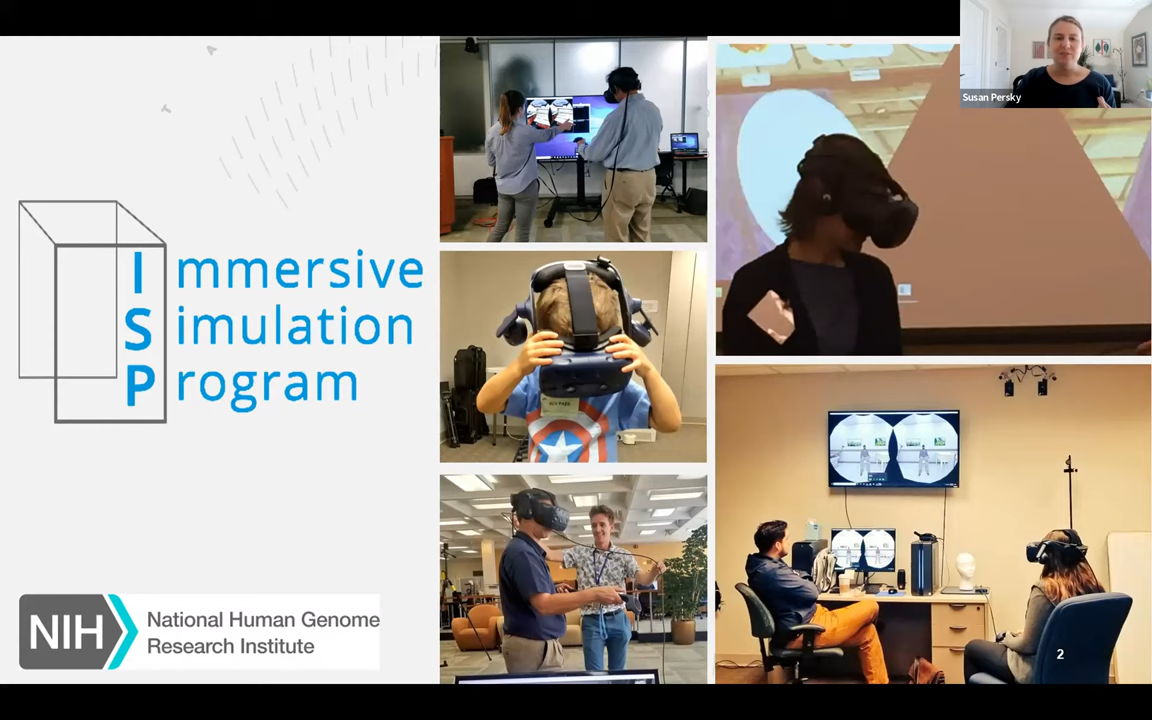 Susan Persky
Immersive
Simulation
Program
NIH
National Human Genome
Research Institute
2